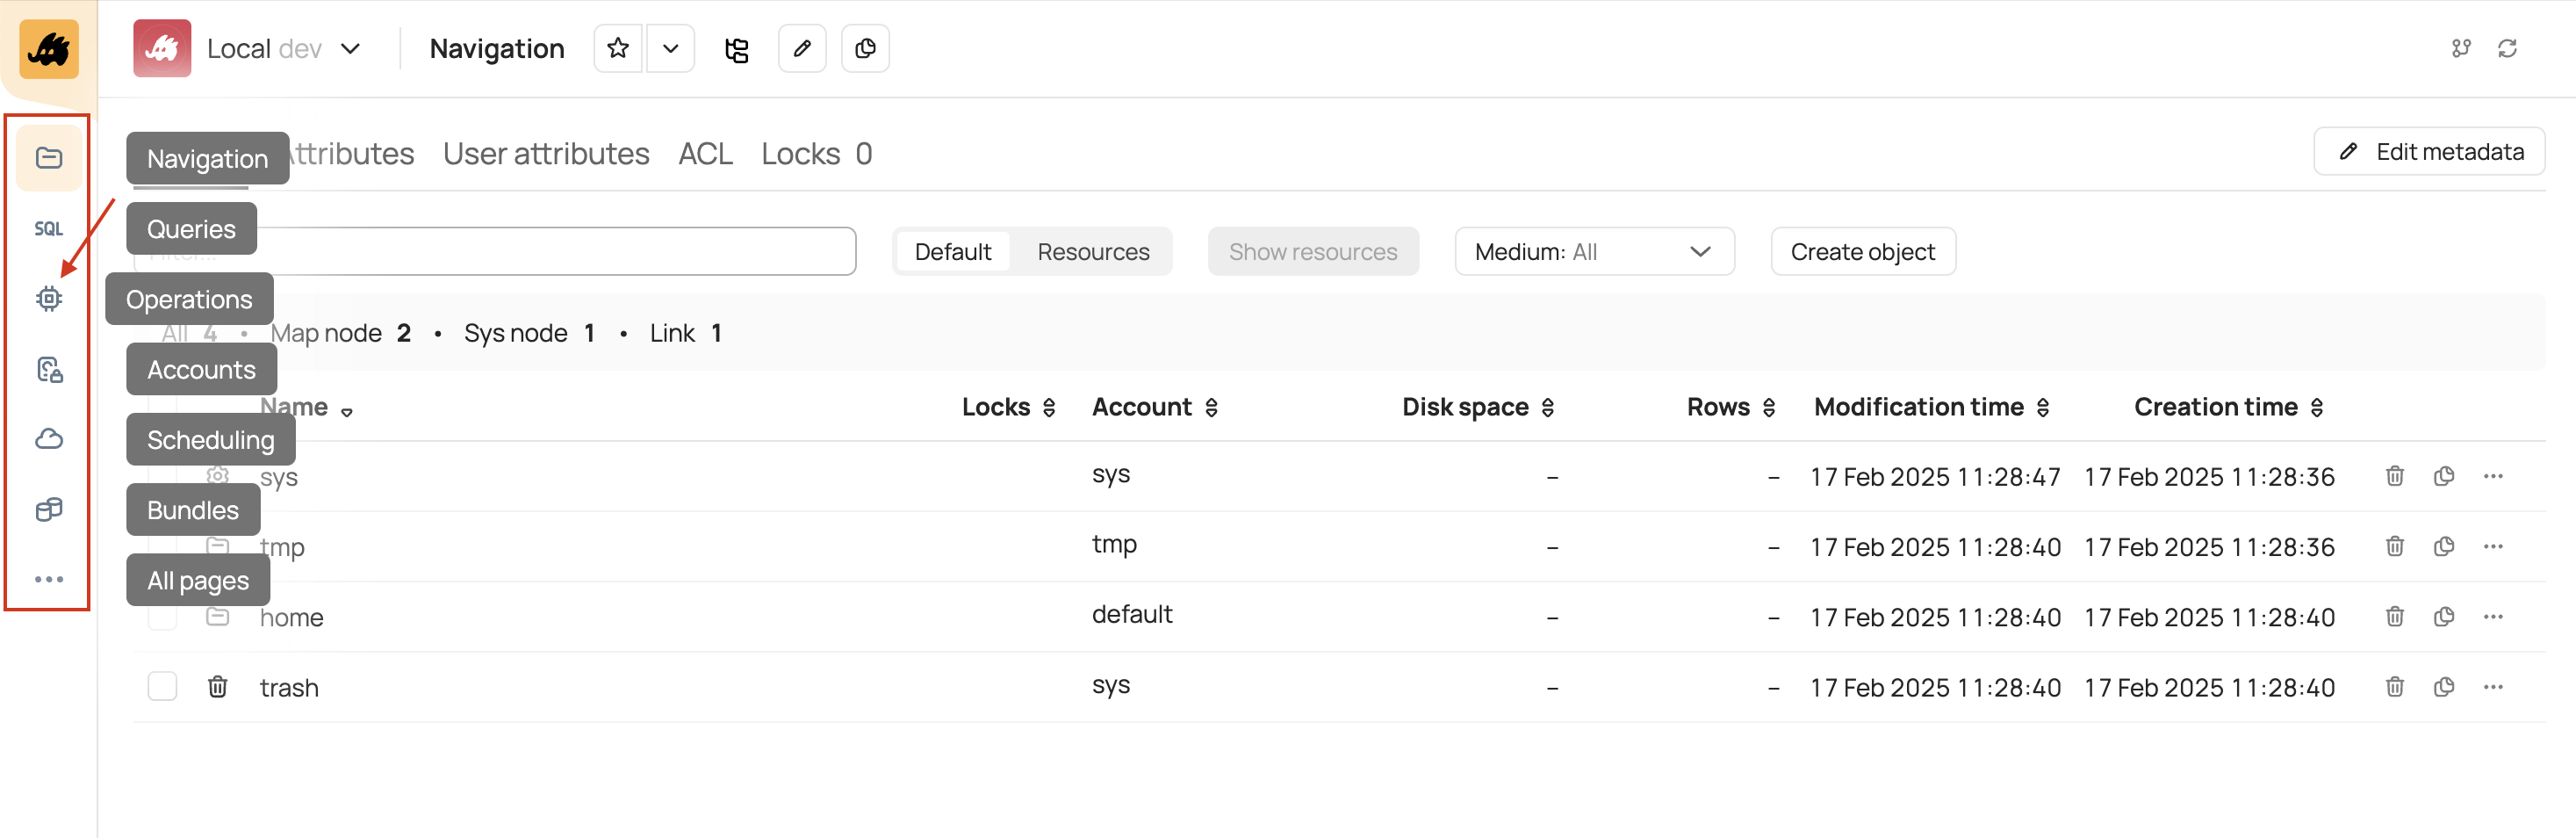 Local dev Navigation
Navigation Attributes User attributes ACL Locks 0 Edit metadata
SQL Queries
Filter... Default Resources Show resources Medium: All Create object
Operations
All 4 • Map node 2 • Sys node 1 • Link 1
Accounts
Name Locks Account Disk space Rows Modification time Creation time
Scheduling
sys sys – – 17 Feb 2025 11:28:47 17 Feb 2025 11:28:36
Bundles
tmp tmp – – 17 Feb 2025 11:28:40 17 Feb 2025 11:28:36
All pages
home default – – 17 Feb 2025 11:28:40 17 Feb 2025 11:28:40
trash sys – – 17 Feb 2025 11:28:40 17 Feb 2025 11:28:40